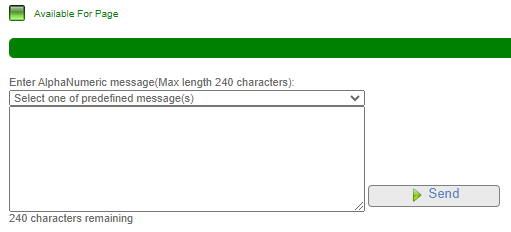 Available For Page
Enter AlphaNumeric message(Max length 240 characters):
Select one of predefined message(s)
Send
240 characters remaining